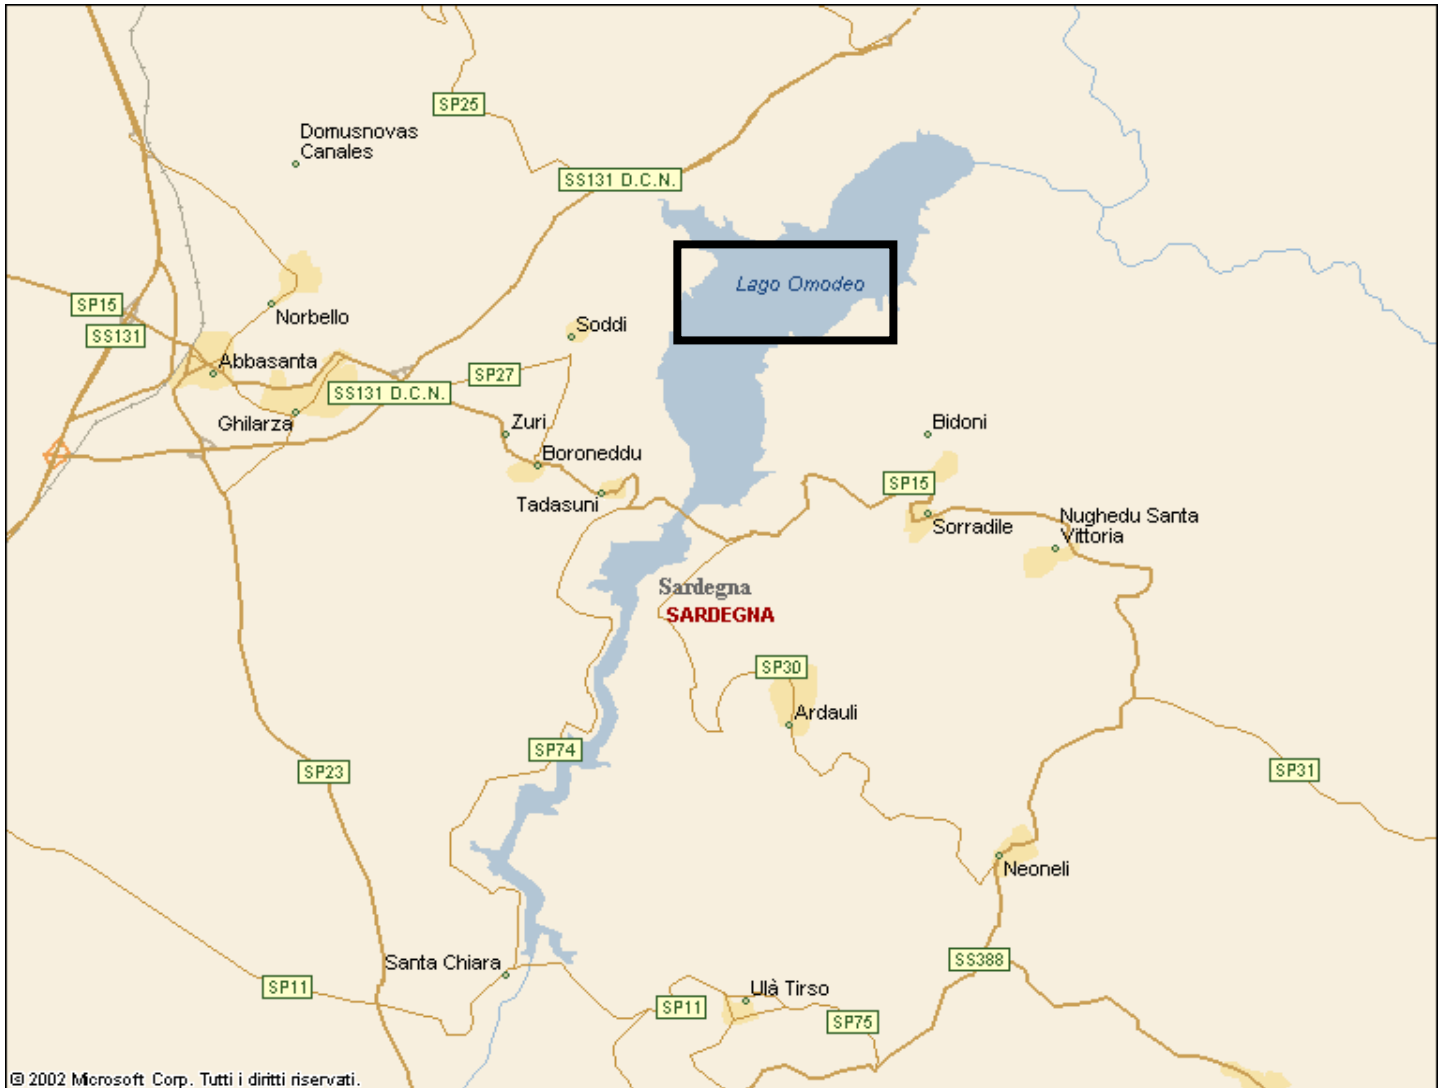 SP25
Domusnovas
Canales
SS131 D.C.N.
Lago Omodeo
SP15
Norbello
SS131
Soddi
Abbasanta
SP27
SS131 D.C.N.
Ghilarza
Zuri
Bidoni
Boroneddu
SP15
Tadasuni
Sorradile
Nughedu Santa
Vittoria
Sardegna
SARDEGNA
SP30
Ardauli
SP74
SP23
SP31
Neoneli
Santa Chiara
SS388
SP11
Ulà Tirso
SP11
SP75
© 2002 Microsoft Corp. Tutti i diritti riservati.